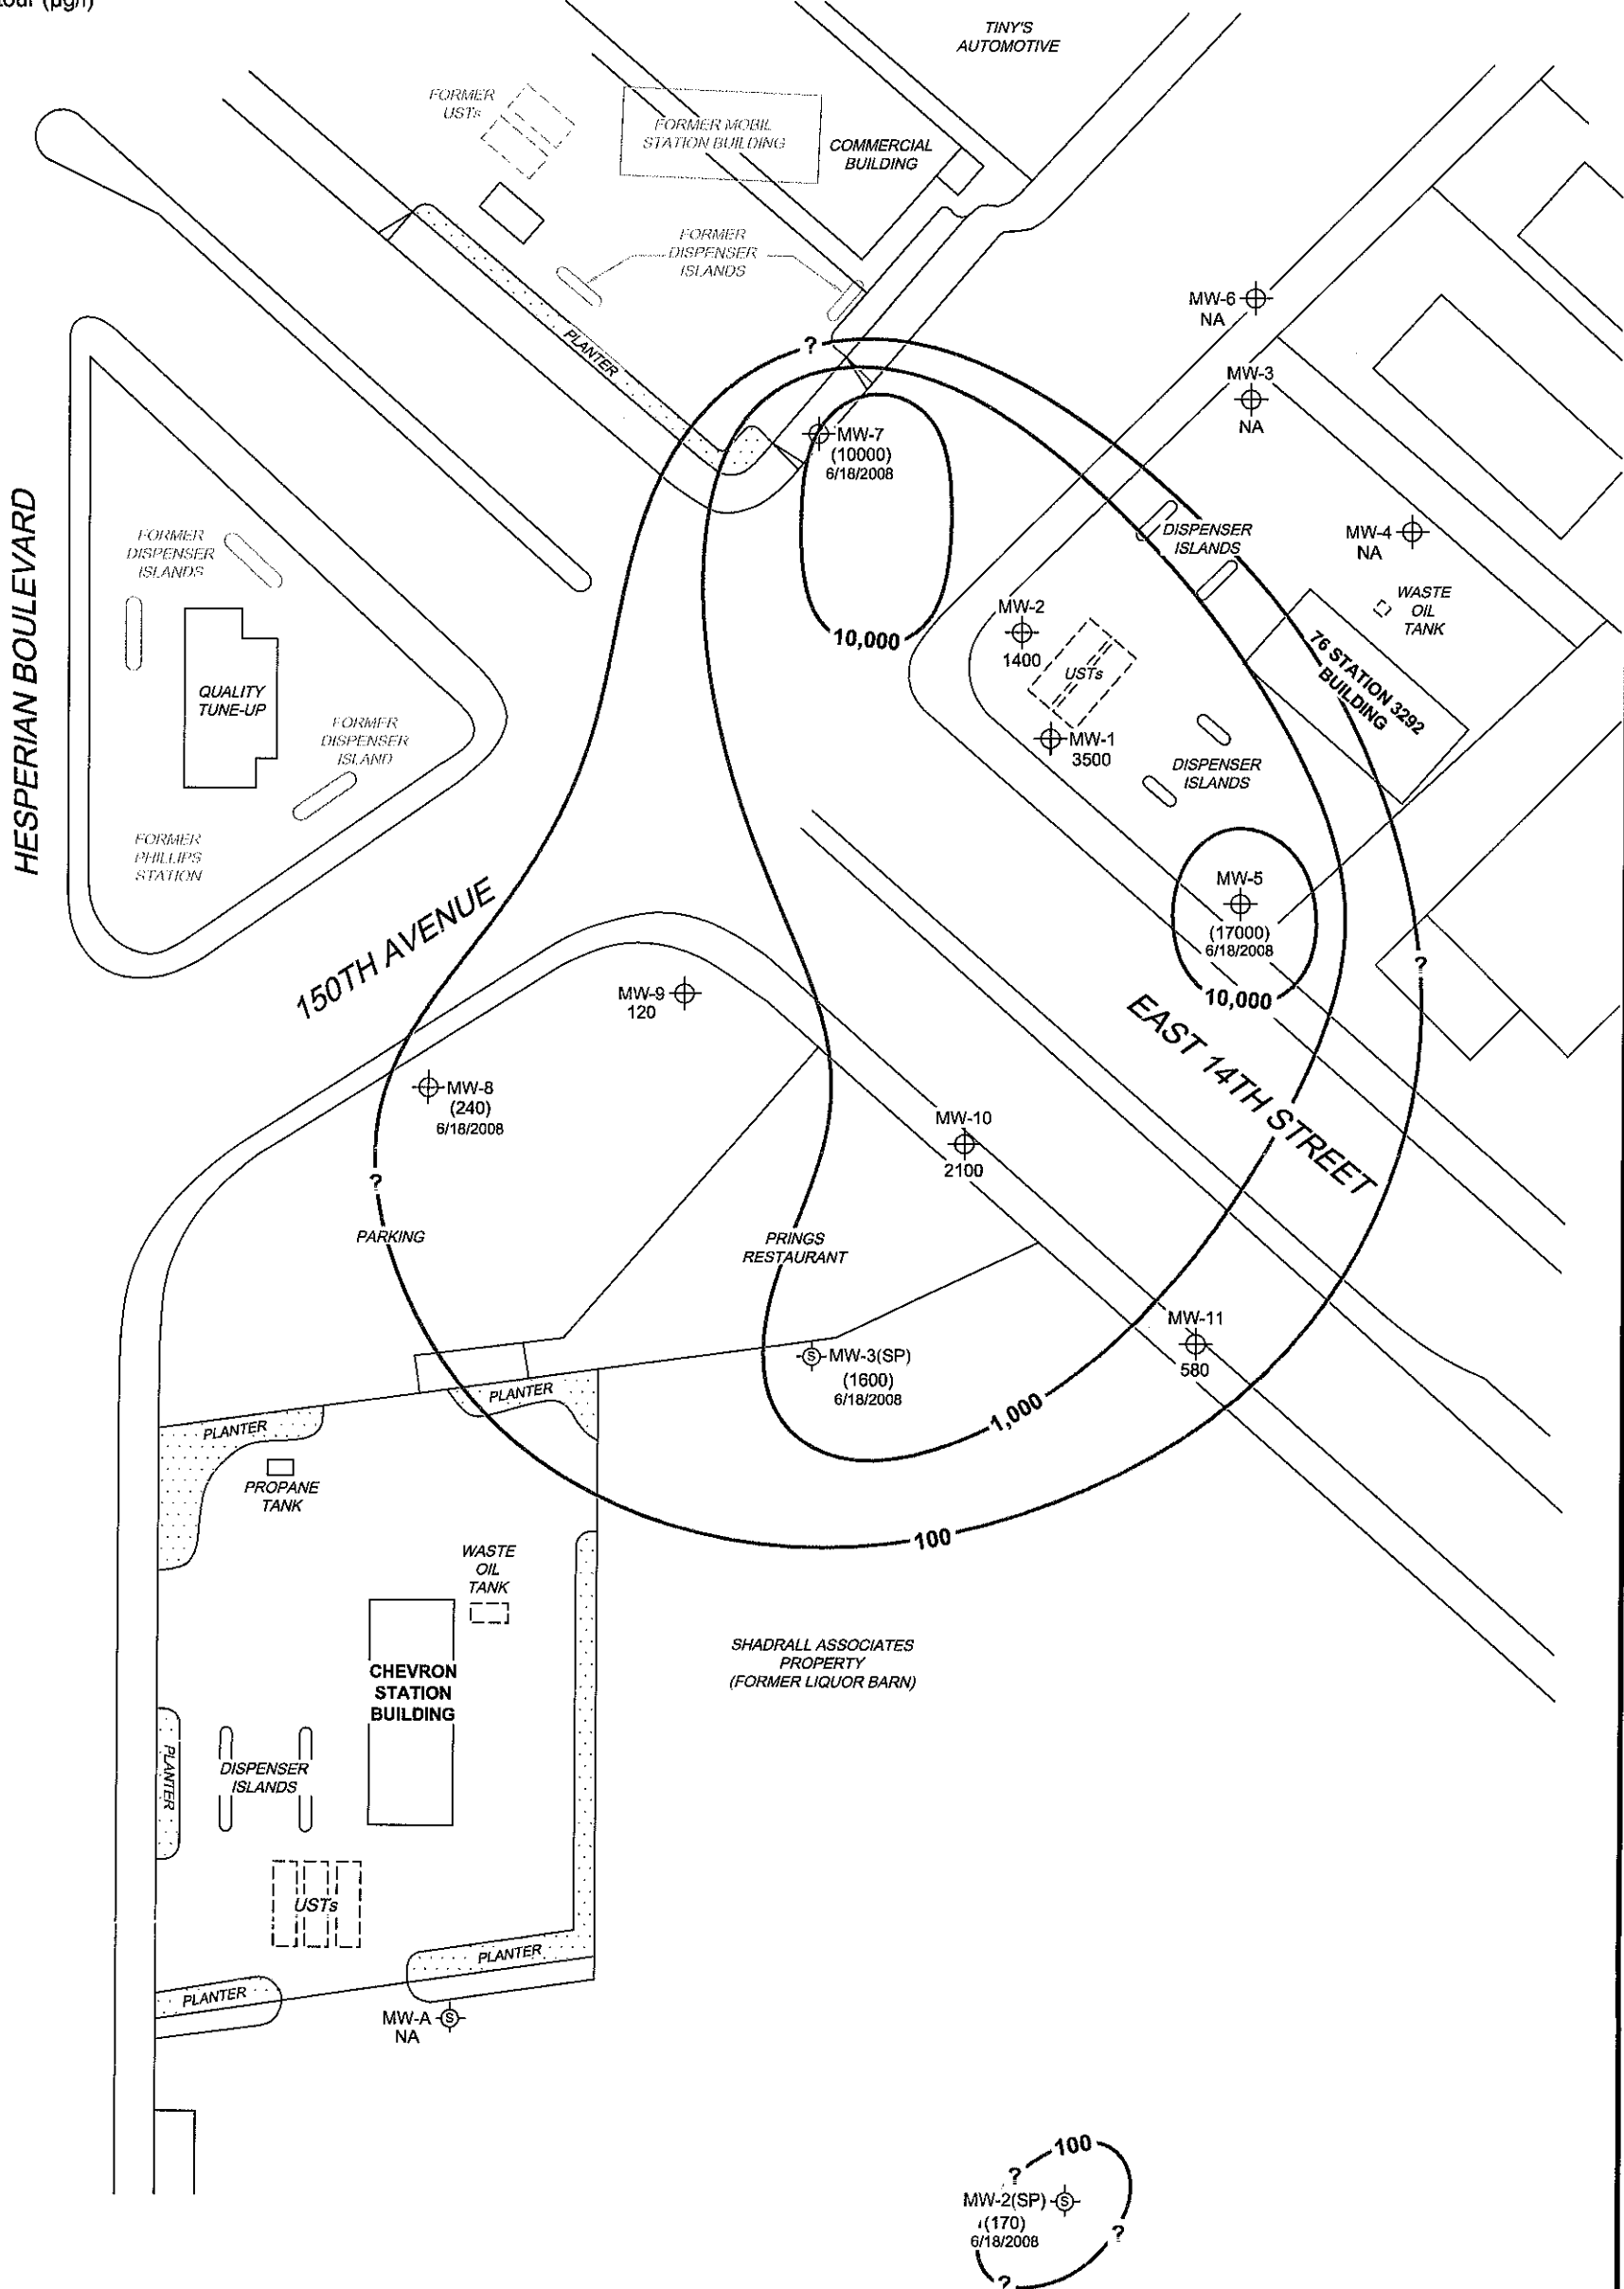 TINY'S
AUTOMOTIVE
FORMER
USTs
FORMER MOBIL
STATION BUILDING
COMMERCIAL
BUILDING
FORMER
DISPENSER
ISLANDS
MW-6
NA
PLANTER
?
MW-3
NA
MW-7
(10000)
6/18/2008
HESPERIAN BOULEVARD
FORMER
DISPENSER
ISLANDS
DISPENSER
ISLANDS
MW-4
NA
WASTE
OIL
TANK
MW-2
1400
10,000
USTs
76 STATION 3292
BUILDING
QUALITY
TUNE-UP
FORMER
DISPENSER
ISLAND
MW-1
3500
DISPENSER
ISLANDS
FORMER
PHILLIPS
STATION
150TH AVENUE
MW-5
(17000)
6/18/2008
?
10,000
MW-9
120
EAST 14TH STREET
MW-8
(240)
6/18/2008
MW-10
2100
?
PARKING
PRINGS
RESTAURANT
MW-11
580
MW-3(SP)
(1600)
6/18/2008
PLANTER
1,000
PLANTER
PROPANE
TANK
100
WASTE
OIL
TANK
SHADRALL ASSOCIATES
PROPERTY
(FORMER LIQUOR BARN)
CHEVRON
STATION
BUILDING
PLANTER
DISPENSER
ISLANDS
USTs
PLANTER
PLANTER
MW-A
NA
100
?
MW-2(SP)
(170)
6/18/2008
?
?
S
S
S